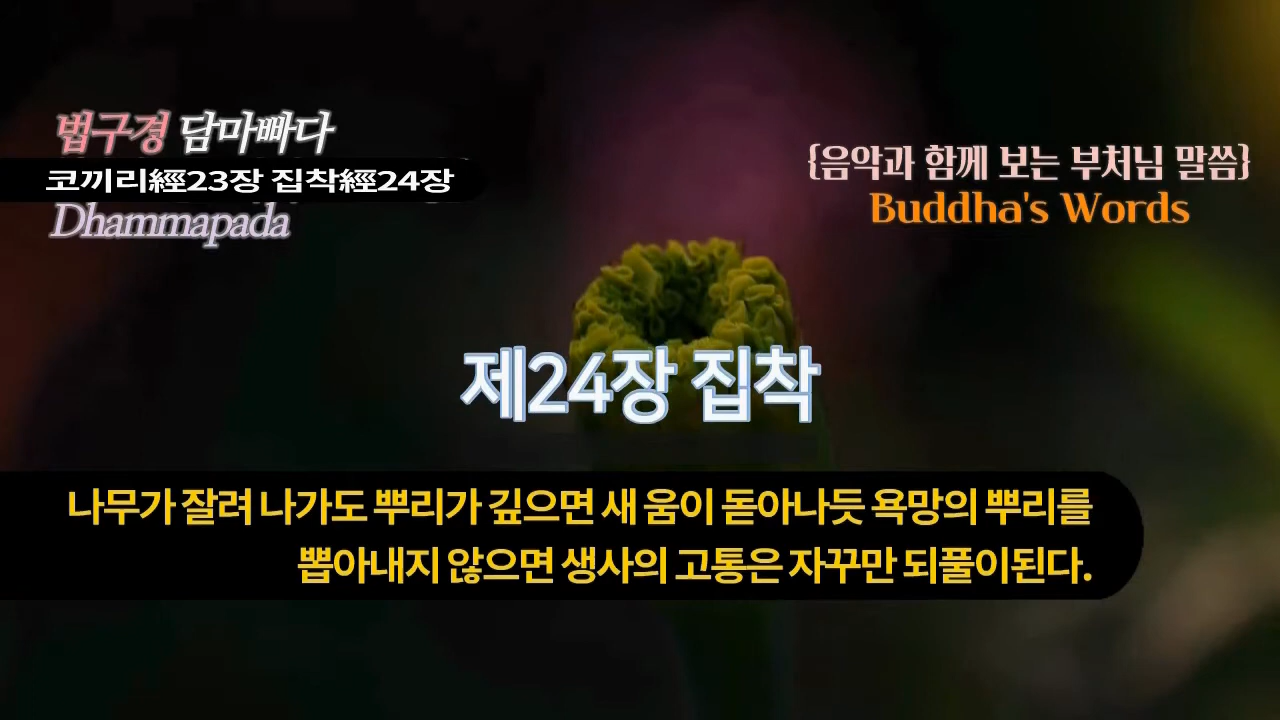 법구경 담마빠다
코끼리經23장 집착經24장
Dhammapada
{음악과 함께 보는 부처님 말씀}
Buddha's Words
제24장 집착
나무가 잘려 나가도 뿌리가 깊으면 새 움이 돋아나듯 욕망의 뿌리를
뽑아내지 않으면 생사의 고통은 자꾸만 되풀이된다.